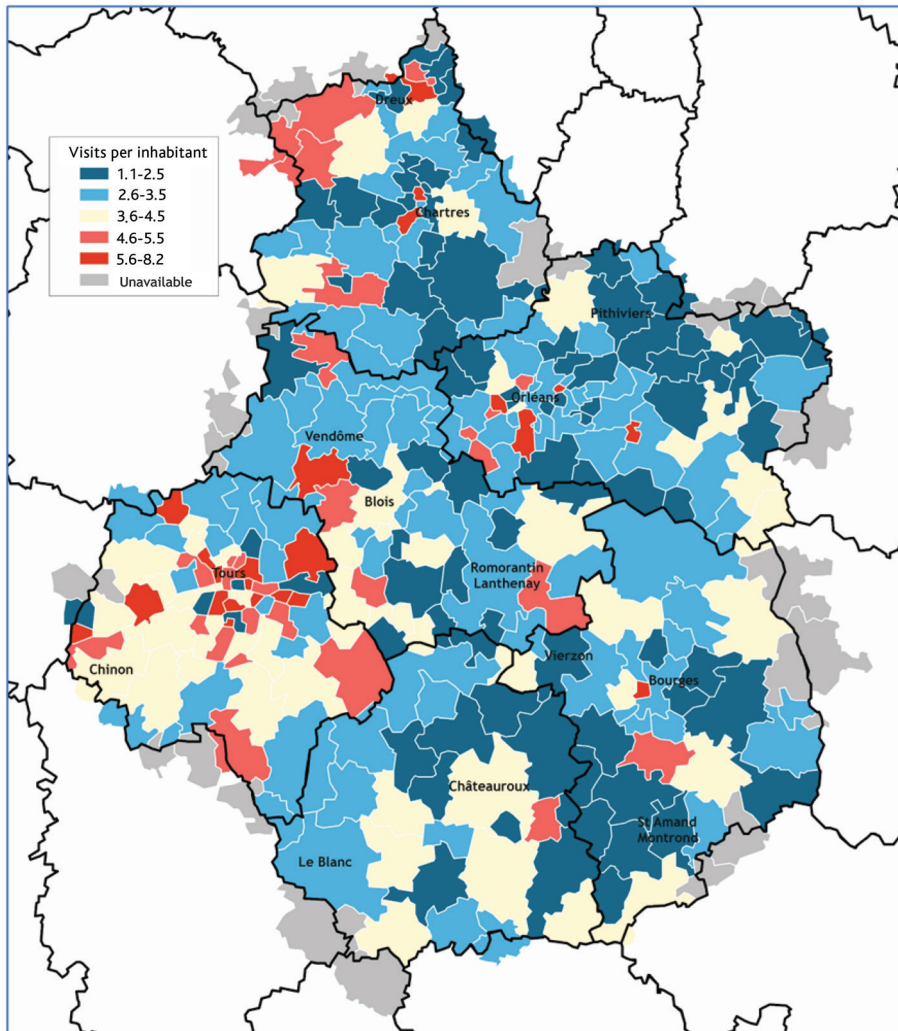 Dreux
Visits per inhabitant
1.1-2.5
2.6-3.5
3,6-4.5
4.6-5.5
5.6-8.2
Unavailable
Chartres
Pithiviers
Orléans
Vendôme
Blois
Tours
Romorantin
Lanthenay
Chinon
Vierzon
Bourges
Châteauroux
St Amand
Montrond
Le Blanc